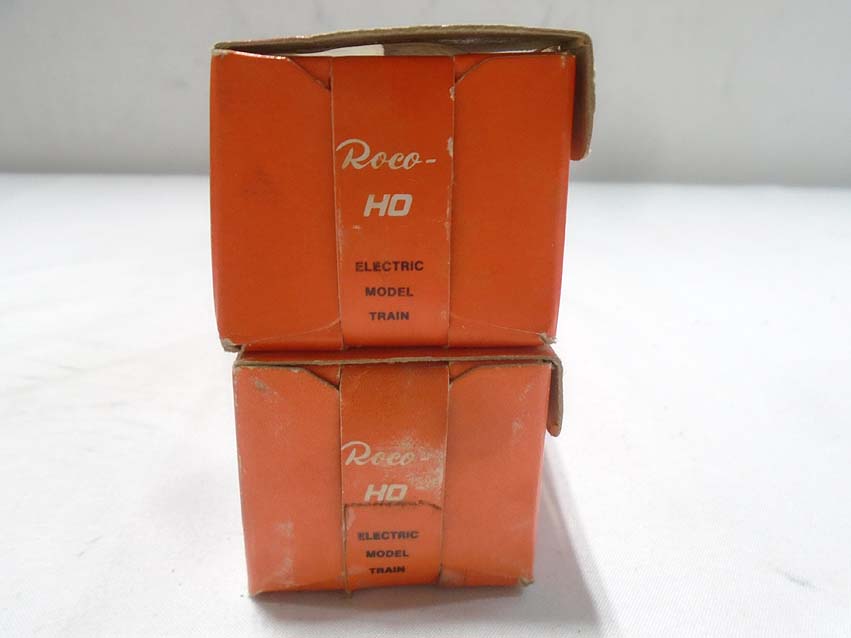 Roco-
HO
ELECTRIC
MODEL
TRAIN
Roco-
HO
ELECTRIC
MODEL
TRAIN